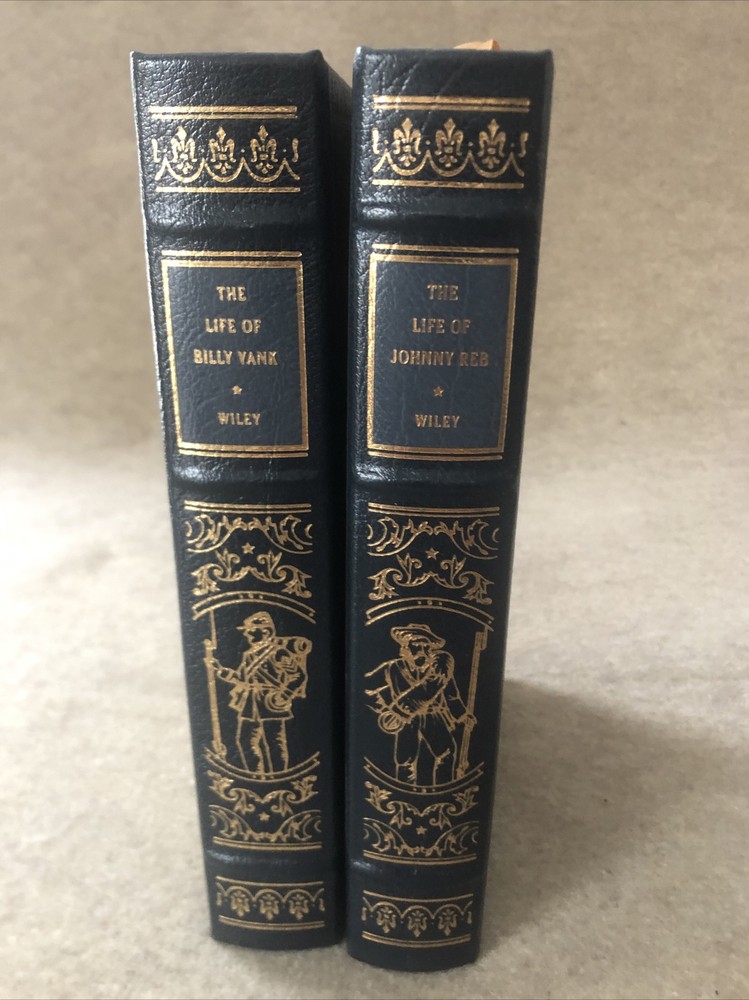 THE
LIFE OF
BILLY YANK
WILEY
THE
LIFE OF
JOHNNY REB
WILEY